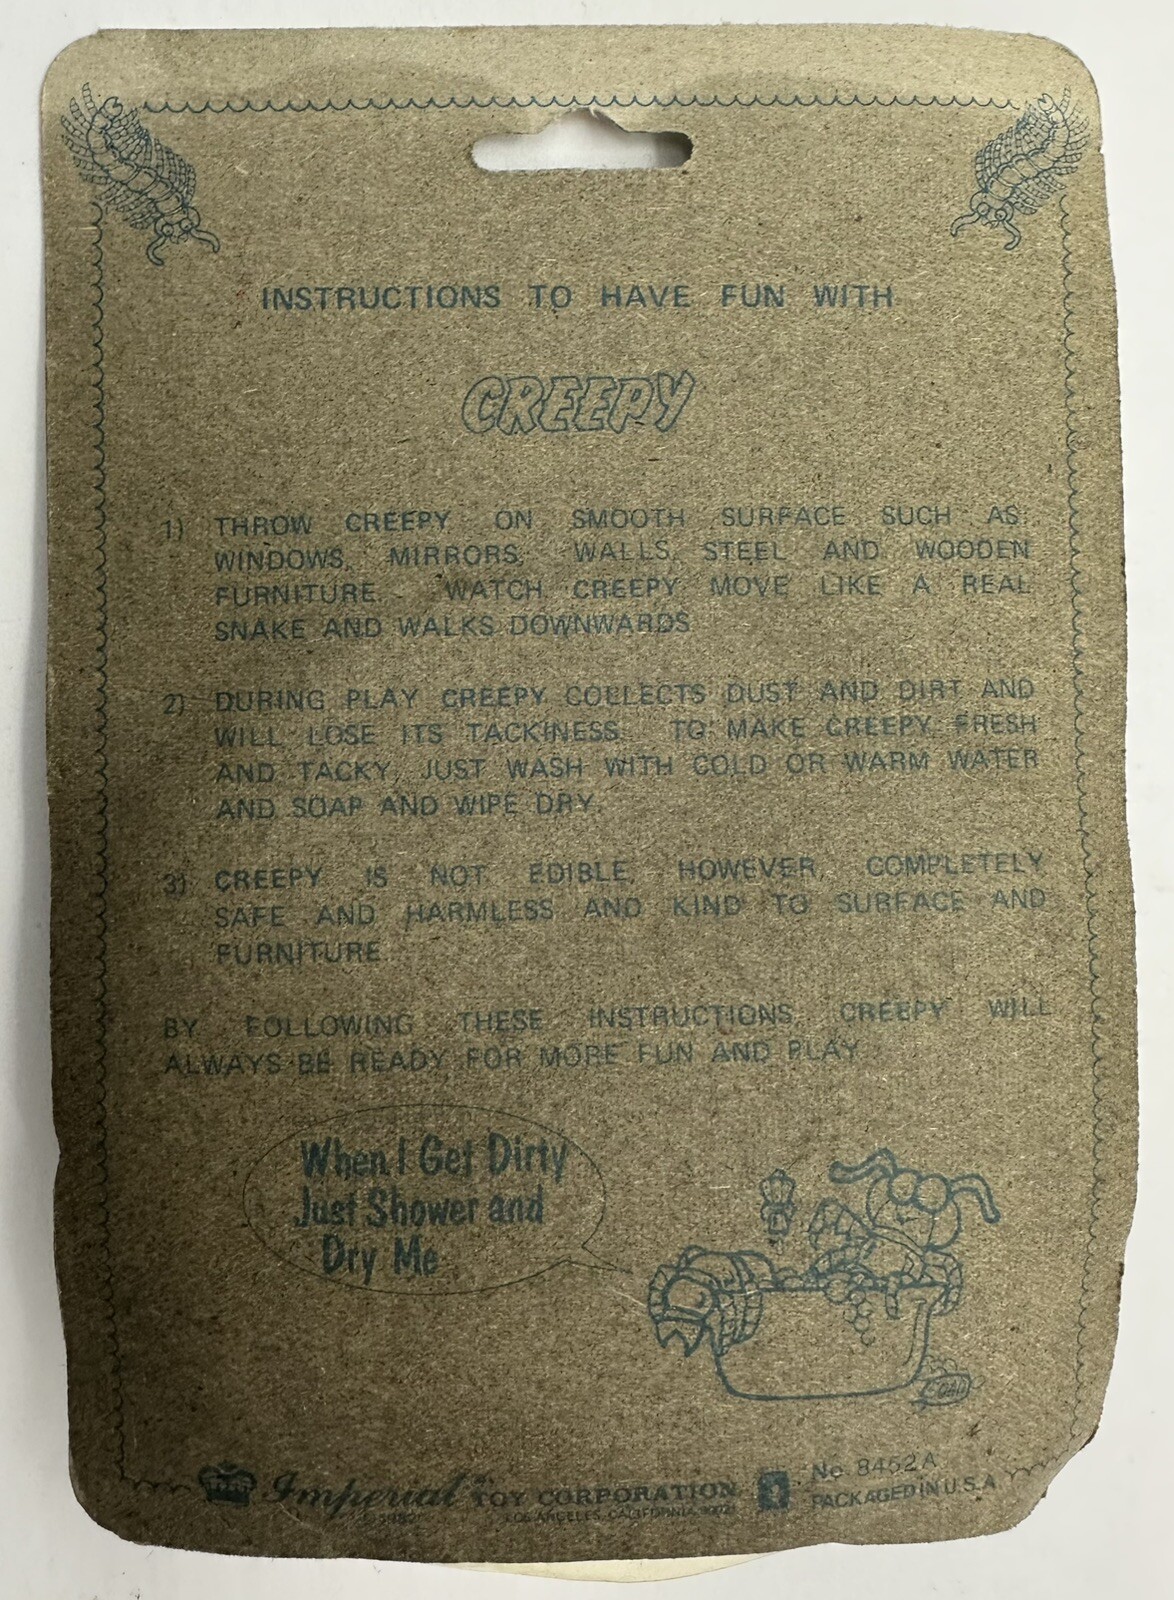 INSTRUCTIONS TO HAVE FUN WITH
CREEPY
1) THROW CREEPY ON SMOOTH SURFACE SUCH AS:
WINDOWS, MIRRORS, WALLS, STEEL AND WOODEN
FURNITURE. WATCH CREEPY MOVE LIKE A REAL
SNAKE AND WALKS DOWNWARDS
2) DURING PLAY CREEPY COLLECTS DUST AND DIRT AND
WILL LOSE ITS TACKINESS. TO MAKE CREEPY FRESH
AND TACKY, JUST WASH WITH COLD OR WARM WATER
AND SOAP AND WIPE DRY.
3) CREEPY IS NOT EDIBLE, HOWEVER, COMPLETELY
SAFE AND HARMLESS AND KIND TO SURFACE AND
FURNITURE.
BY FOLLOWING THESE INSTRUCTIONS, CREEPY WILL
ALWAYS BE READY FOR MORE FUN AND PLAY.
When I Get Dirty
Just Shower and
Dry Me
SOAP
Imperial TOY CORPORATION
LOS ANGELES, CALIFORNIA 90021
No. 8462A
PACKAGED IN U.S.A